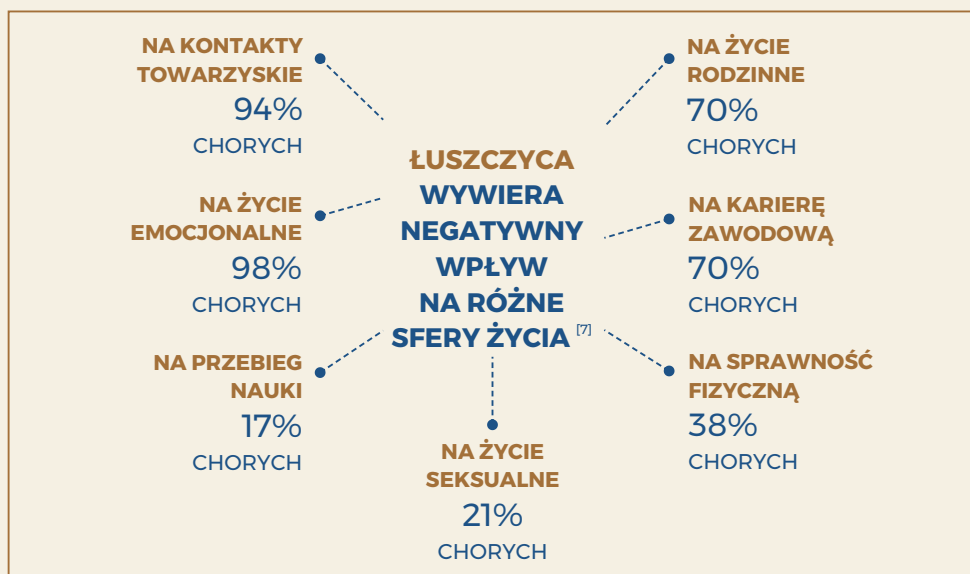 NA KONTAKTY
TOWARZYSKIE
94%
CHORYCH
NA ŻYCIE
RODZINNE
70%
CHORYCH
ŁUSZCZYCA
WYWIERA
NEGATYWNY
WPŁYW
NA RÓŻNE
SFERY ŻYCIA [7]
NA ŻYCIE
EMOCJONALNE
98%
CHORYCH
NA KARIERĘ
ZAWODOWĄ
70%
CHORYCH
NA PRZEBIEG
NAUKI
17%
CHORYCH
NA SPRAWNOŚĆ
FIZYCZNĄ
38%
CHORYCH
NA ŻYCIE
SEKSUALNE
21%
CHORYCH